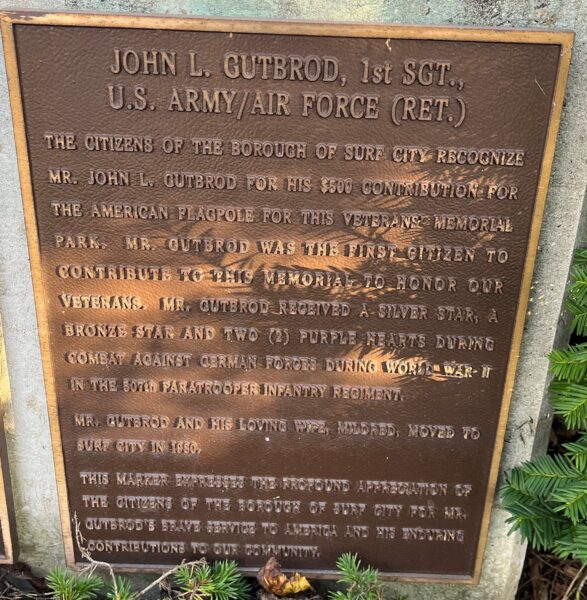 JOHN L. GUTBROD, 1st SGT.,
U.S. ARMY/AIR FORCE (RET.)
THE CITIZENS OF THE BOROUGH OF SURF CITY RECOGNIZE
MR. JOHN L. GUTBROD FOR HIS $500 CONTRIBUTION FOR
THE AMERICAN FLAGPOLE FOR THIS VETERANS' MEMORIAL
PARK. MR. GUTBROD WAS THE FIRST CITIZEN TO
CONTRIBUTE TO THIS MEMORIAL TO HONOR OUR
VETERANS. MR. GUTBROD RECEIVED A SILVER STAR, A
BRONZE STAR AND TWO (2) PURPLE HEARTS DURING
COMBAT AGAINST GERMAN FORCES DURING WORLD WAR II
IN THE 507th PARATROOPER INFANTRY REGIMENT.
MR. GUTBROD AND HIS LOVING WIFE, MILDRED, MOVED TO
SURF CITY IN
THIS MARKER EXPRESSES THE PROFOUND APPRECIATION OF
THE CITIZENS OF THE BOROUGH OF SURF CITY FOR MR.
GUTBROD'S BRAVE SERVICE TO AMERICA AND HIS ENDURING
CONTRIBUTIONS TO OUR COMMUNITY.